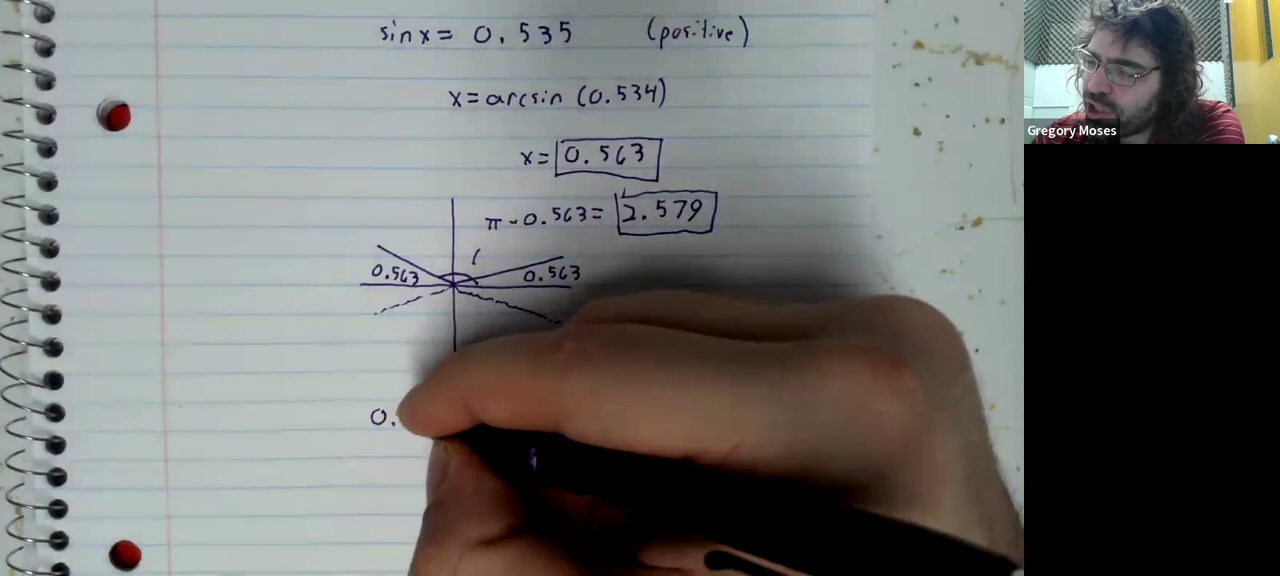 sin x = 0.535 (positive)
x = arcsin (0.534)
x = 0.563
π - 0.563 = 2.579
0.563 0.563
0.
Gregory Moses